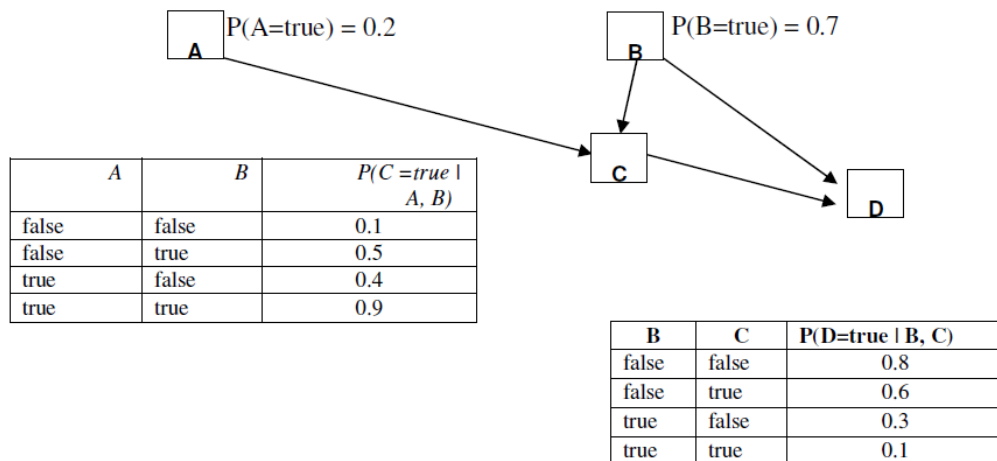 P(A=true) = 0.2
A
P(B=true) = 0.7
B
C
D
A B P(C =true | A, B)
false false 0.1
false true 0.5
true false 0.4
true true 0.9
B C P(D=true | B, C)
false false 0.8
false true 0.6
true false 0.3
true true 0.1